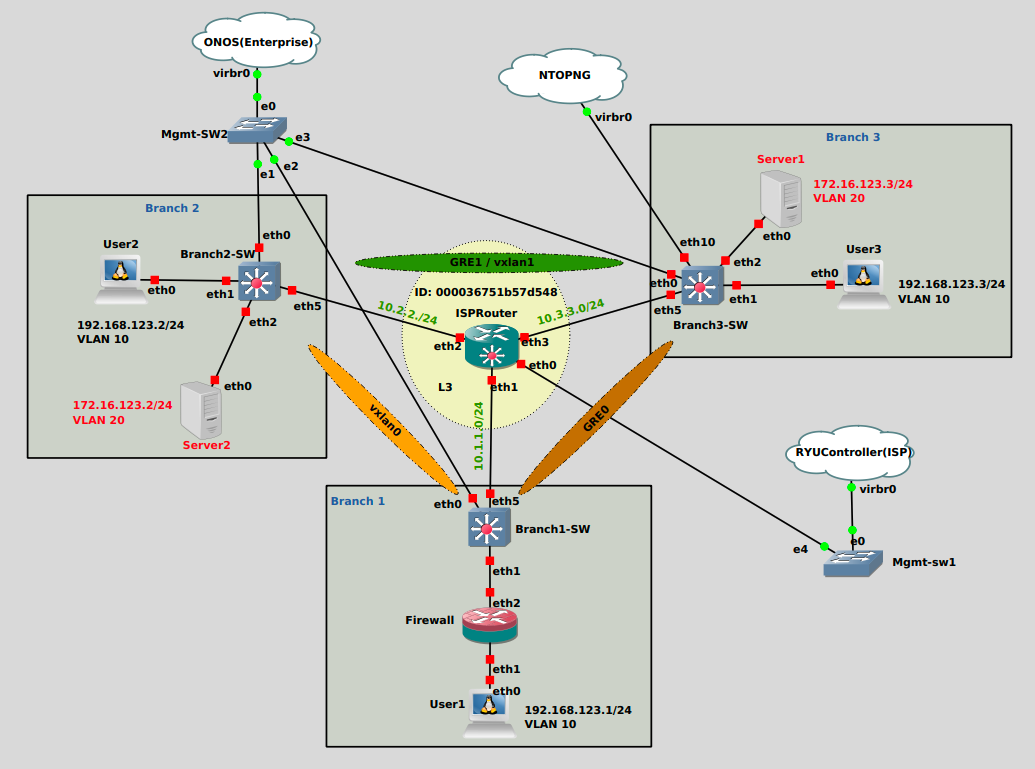 ONOS(Enterprise)
virbr0
e0
Mgmt-SW2
e3
e2
e1
NTOPNG
virbr0
Branch 2
User2
eth0
Branch2-SW
eth0
eth1
eth5
192.168.123.2/24
VLAN 10
eth2
eth0
172.16.123.2/24
VLAN 20
Server2
GRE1 / vxlan1
ID: 000036751b57d548
ISPRouter
10.2.2./24
10.3.3.0/24
eth2
eth3
eth0
L3
eth1
10.1.1.0/24
vxlan0
GRE0
Branch 3
Server1
172.16.123.3/24
VLAN 20
eth0
eth10
eth2
User3
eth0
eth0
eth1
192.168.123.3/24
VLAN 10
eth5
Branch3-SW
RYUController(ISP)
virbr0
e0
e4
Mgmt-sw1
Branch 1
eth0
eth5
Branch1-SW
eth1
eth2
Firewall
eth1
eth0
User1
192.168.123.1/24
VLAN 10